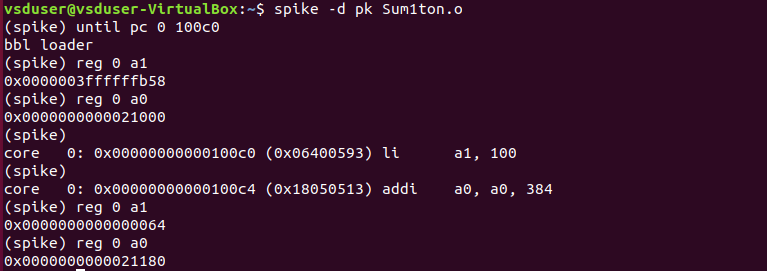 vsduser@vsduser-VirtualBox:~$ spike -d pk Sum1ton.o
(spike) until pc 0 100c0
bbl loader
(spike) reg 0 a1
0x0000003ffffffb58
(spike) reg 0 a0
0x0000000000021000
(spike)
core   0: 0x00000000000100c0 (0x06400593) li      a1, 100
(spike)
core   0: 0x00000000000100c4 (0x18050513) addi    a0, a0, 384
(spike) reg 0 a1
0x0000000000000064
(spike) reg 0 a0
0x0000000000021180